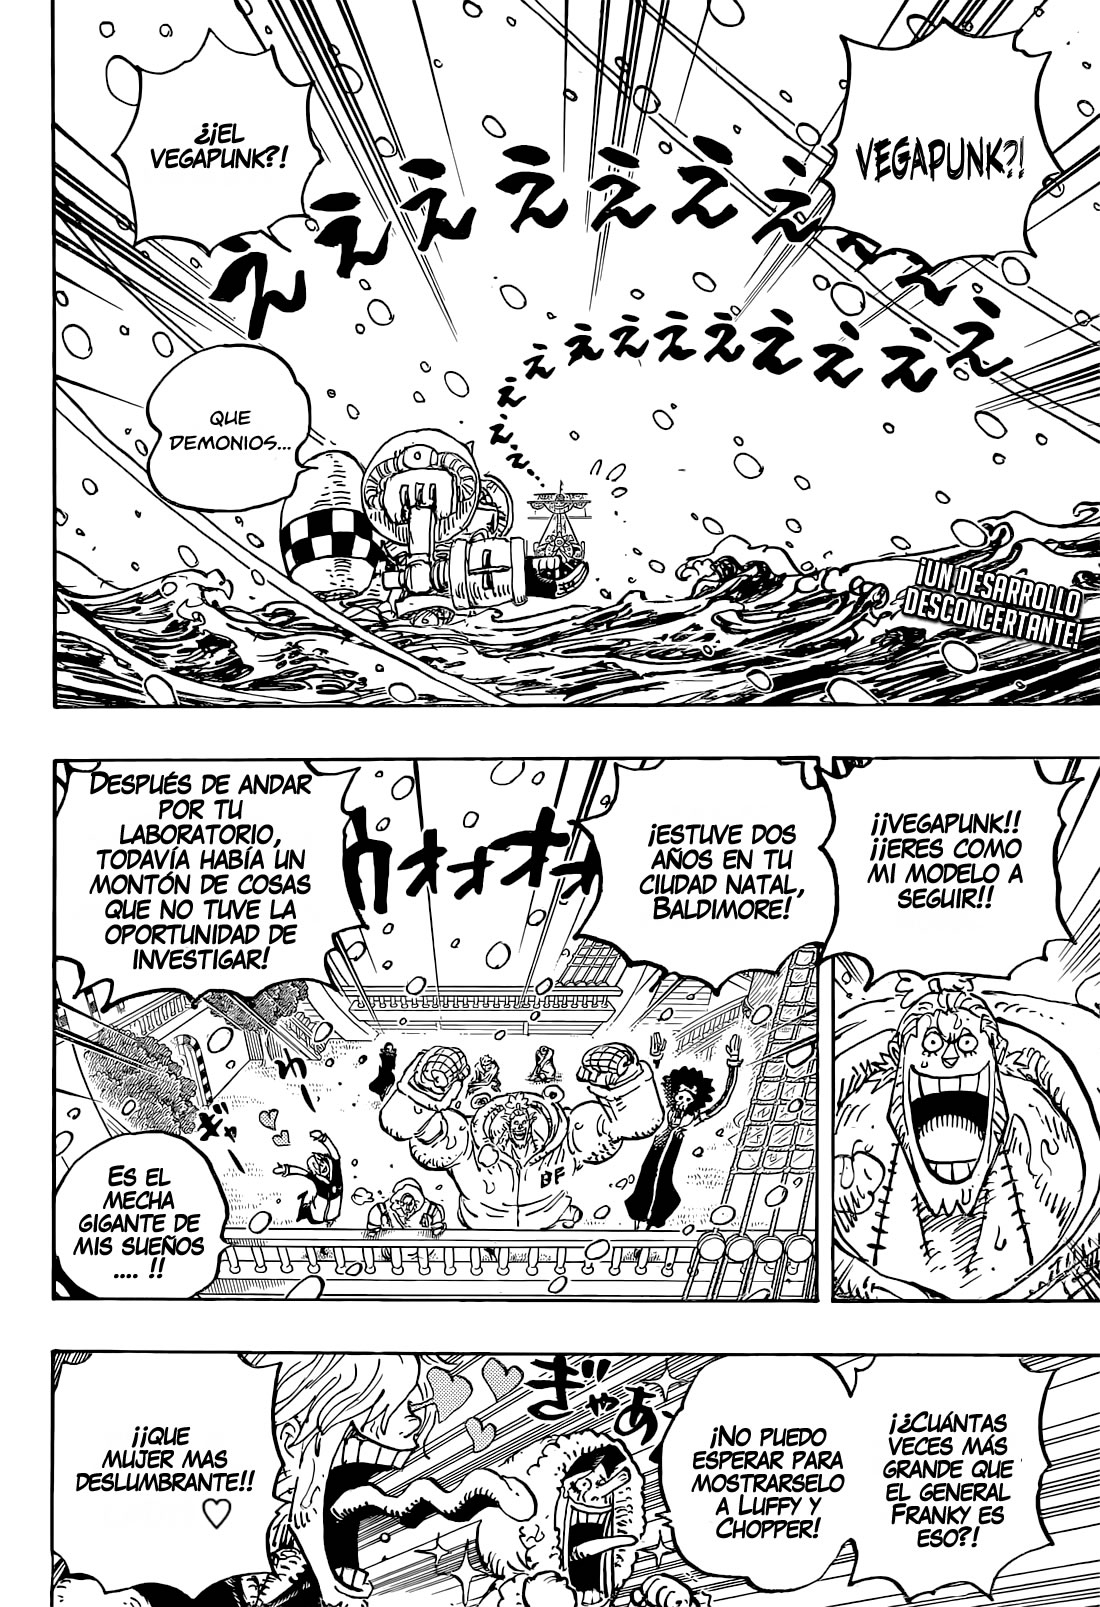 VEGAPUNK?!
¿¡¡EL
VEGAPUNK?!
え え え え え え え 〜 〜
え え え え え え え え え え え え...
QUE
DEMONIOS...
¡UN DESARROLLO
DESCONCERTANTE!
¡¡VEGAPUNK!!
¡¡ERES COMO
MI MODELO A
SEGUIR!!
¡ESTUVE DOS
AÑOS EN TU
CIUDAD NATAL,
BALDIMORE!
ウオオオオ
DESPUÉS DE ANDAR
POR TU
LABORATORIO,
TODAVÍA HABÍA UN
MONTÓN DE COSAS
QUE NO TUVE LA
OPORTUNIDAD DE
INVESTIGAR!
BF
ES EL
MECHA
GIGANTE DE
MIS SUEÑOS
.... !!
¡¿CUÁNTAS
VECES MÁS
GRANDE QUE
EL GENERAL
FRANKY ES
ESO?!
¡NO PUEDO
ESPERAR PARA
MOSTRARSELO
A LUFFY Y
CHOPPER!
ぎゃあ
¡¡QUE
MUJER MAS
DESLUMBRANTE!!
♡